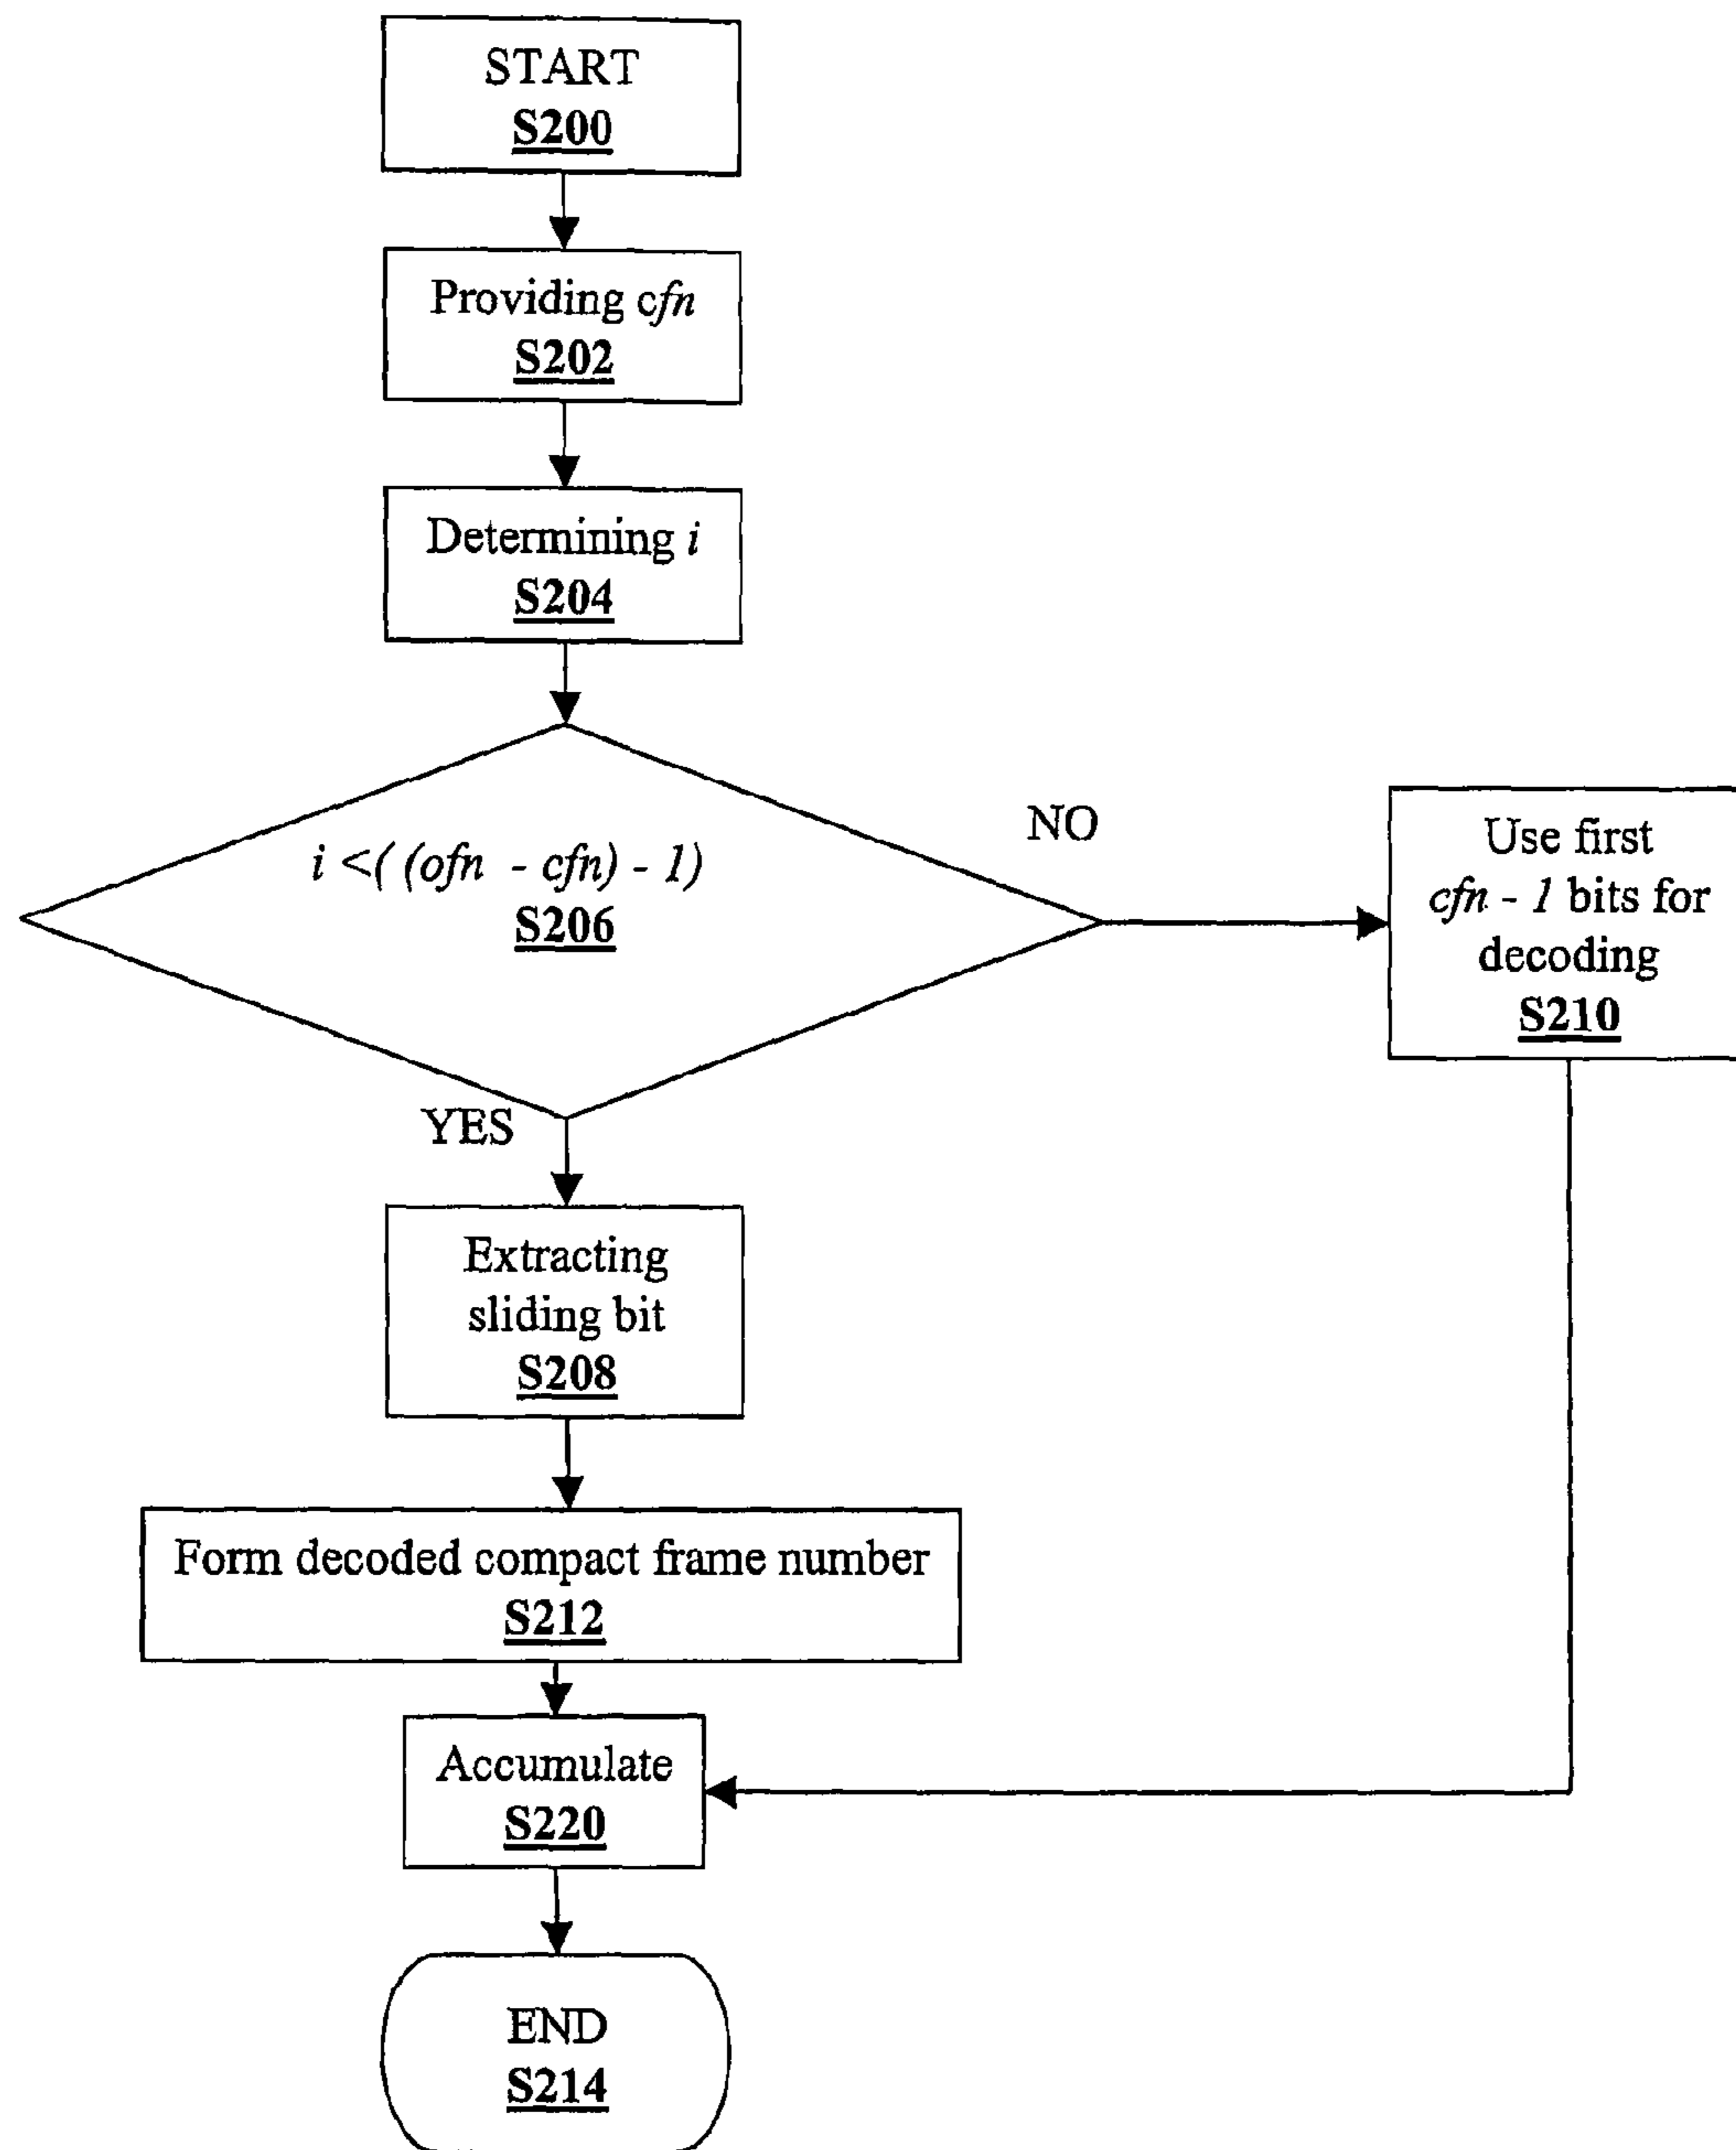 START
S200
Providing cfn
S202
Determining i
S204
i <( (ofn - cfn) - 1)
S206
NO
Use first
cfn - 1 bits for
decoding
S210
YES
Extracting
sliding bit
S208
Form decoded compact frame number
S212
Accumulate
S220
END
S214